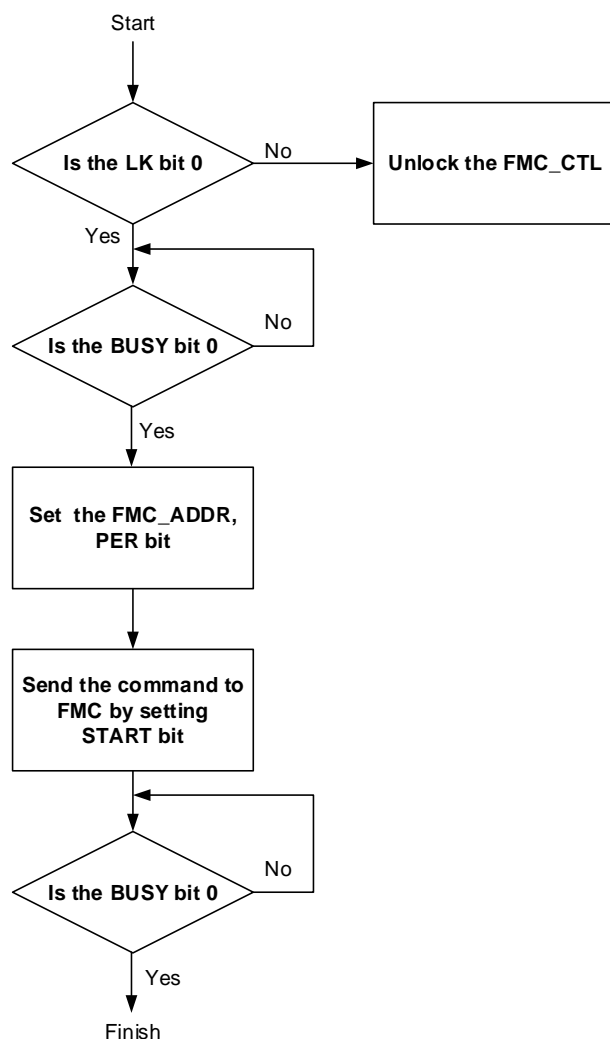 Start
Is the LK bit 0
No
Unlock the FMC_CTL
Yes
Is the BUSY bit 0
No
Yes
Set the FMC_ADDR,
PER bit
Send the command to
FMC by setting
START bit
Is the BUSY bit 0
No
Yes
Finish